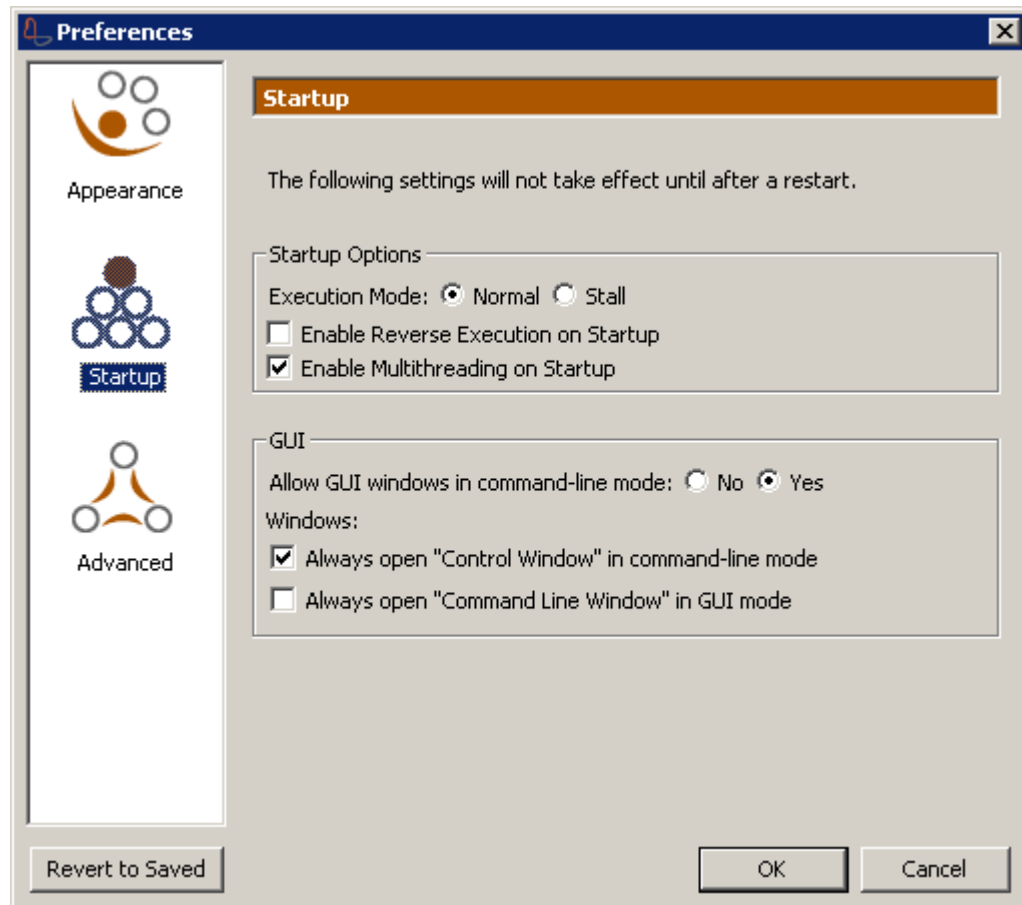 Preferences
Appearance
Startup
Advanced
Revert to Saved
Startup
The following settings will not take effect until after a restart.
Startup Options
Execution Mode: Normal Stall
Enable Reverse Execution on Startup
Enable Multithreading on Startup
GUI
Allow GUI windows in command-line mode: No Yes
Windows:
Always open "Control Window" in command-line mode
Always open "Command Line Window" in GUI mode
OK Cancel